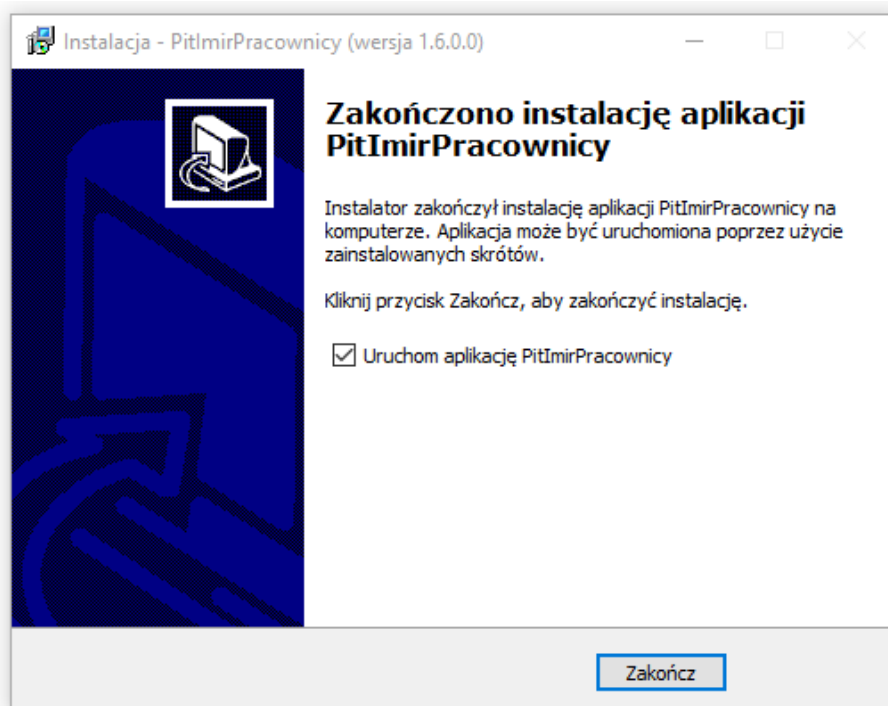 Instalacja - PitImirPracownicy (wersja 1.6.0.0)
Zakończono instalację aplikacji
PitImirPracownicy
Instalator zakończył instalację aplikacji PitImirPracownicy na
komputerze. Aplikacja może być uruchomiona poprzez użycie
zainstalowanych skrótów.
Kliknij przycisk Zakończ, aby zakończyć instalację.
Uruchom aplikację PitImirPracownicy
Zakończ